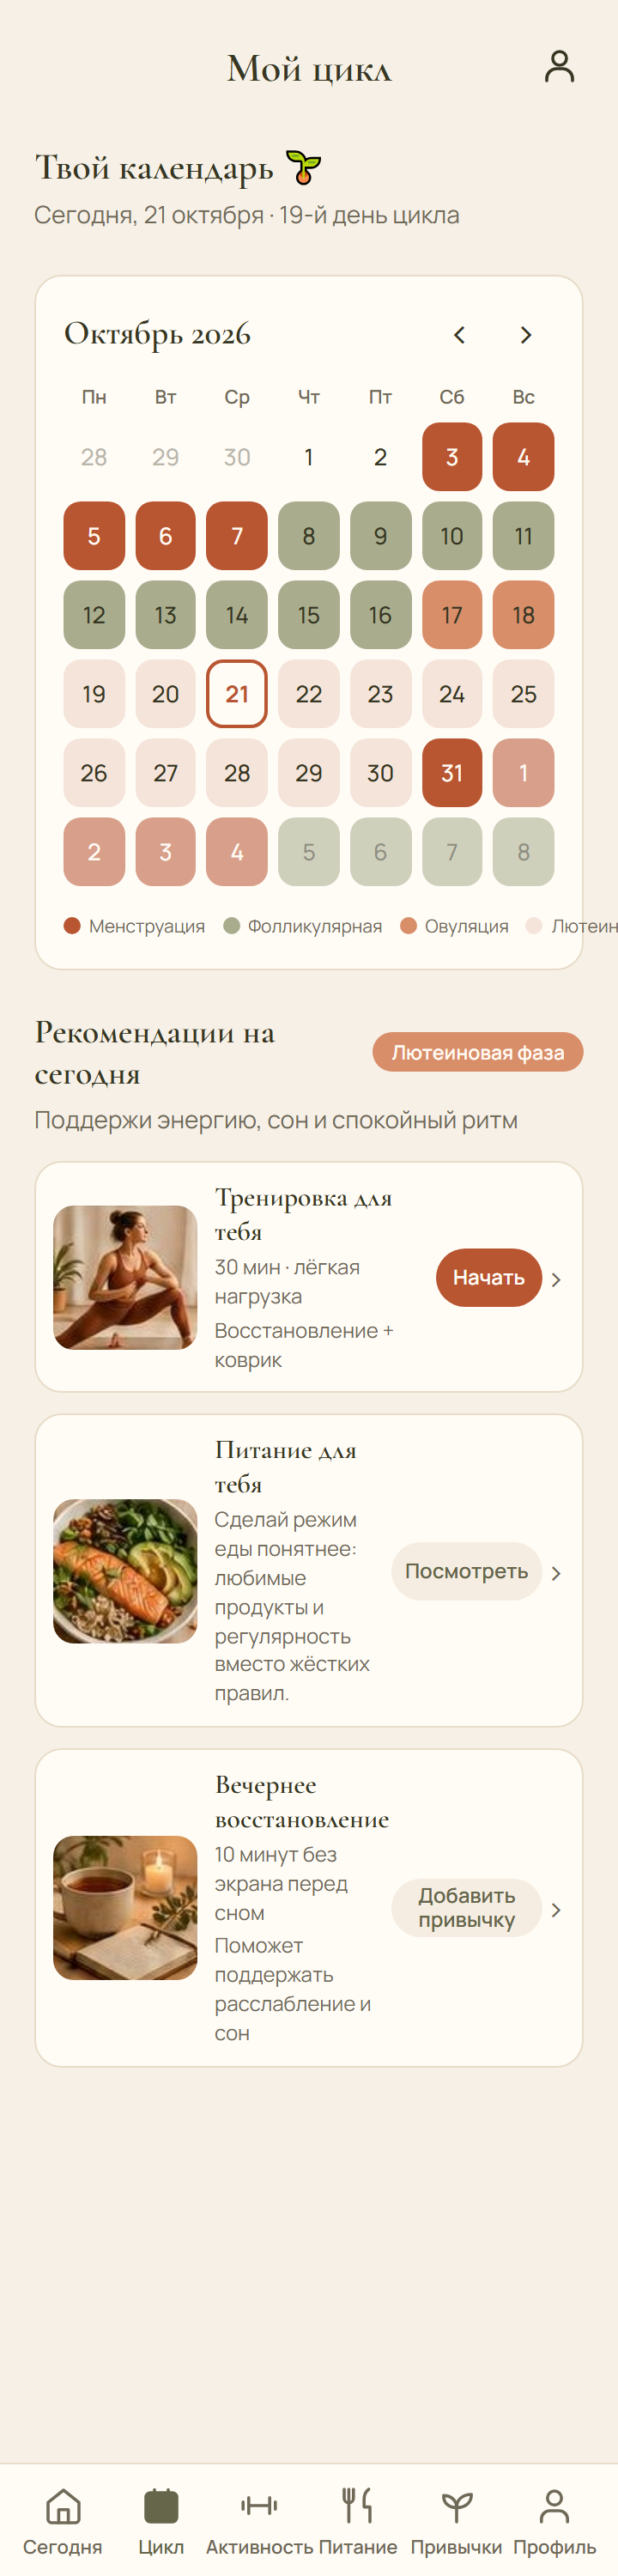 Мой цикл
Твой календарь
Сегодня, 21 октября · 19-й день цикла
Октябрь 2026
Пн Вт Ср Чт Пт Сб Вс
28 29 30 1 2 3 4
5 6 7 8 9 10 11
12 13 14 15 16 17 18
19 20 21 22 23 24 25
26 27 28 29 30 31 1
2 3 4 5 6 7 8
Менструация Фолликулярная Овуляция Лютеин
Рекомендации на
сегодня
Лютеиновая фаза
Поддержи энергию, сон и спокойный ритм
Тренировка для
тебя
30 мин · лёгкая
нагрузка
Восстановление +
коврик
Начать
Питание для
тебя
Сделай режим
еды понятнее:
любимые
продукты и
регулярность
вместо жёстких
правил.
Посмотреть
Вечернее
восстановление
10 минут без
экрана перед
сном
Поможет
поддержать
расслабление и
сон
Добавить
привычку
Сегодня Цикл Активность Питание Привычки Профиль